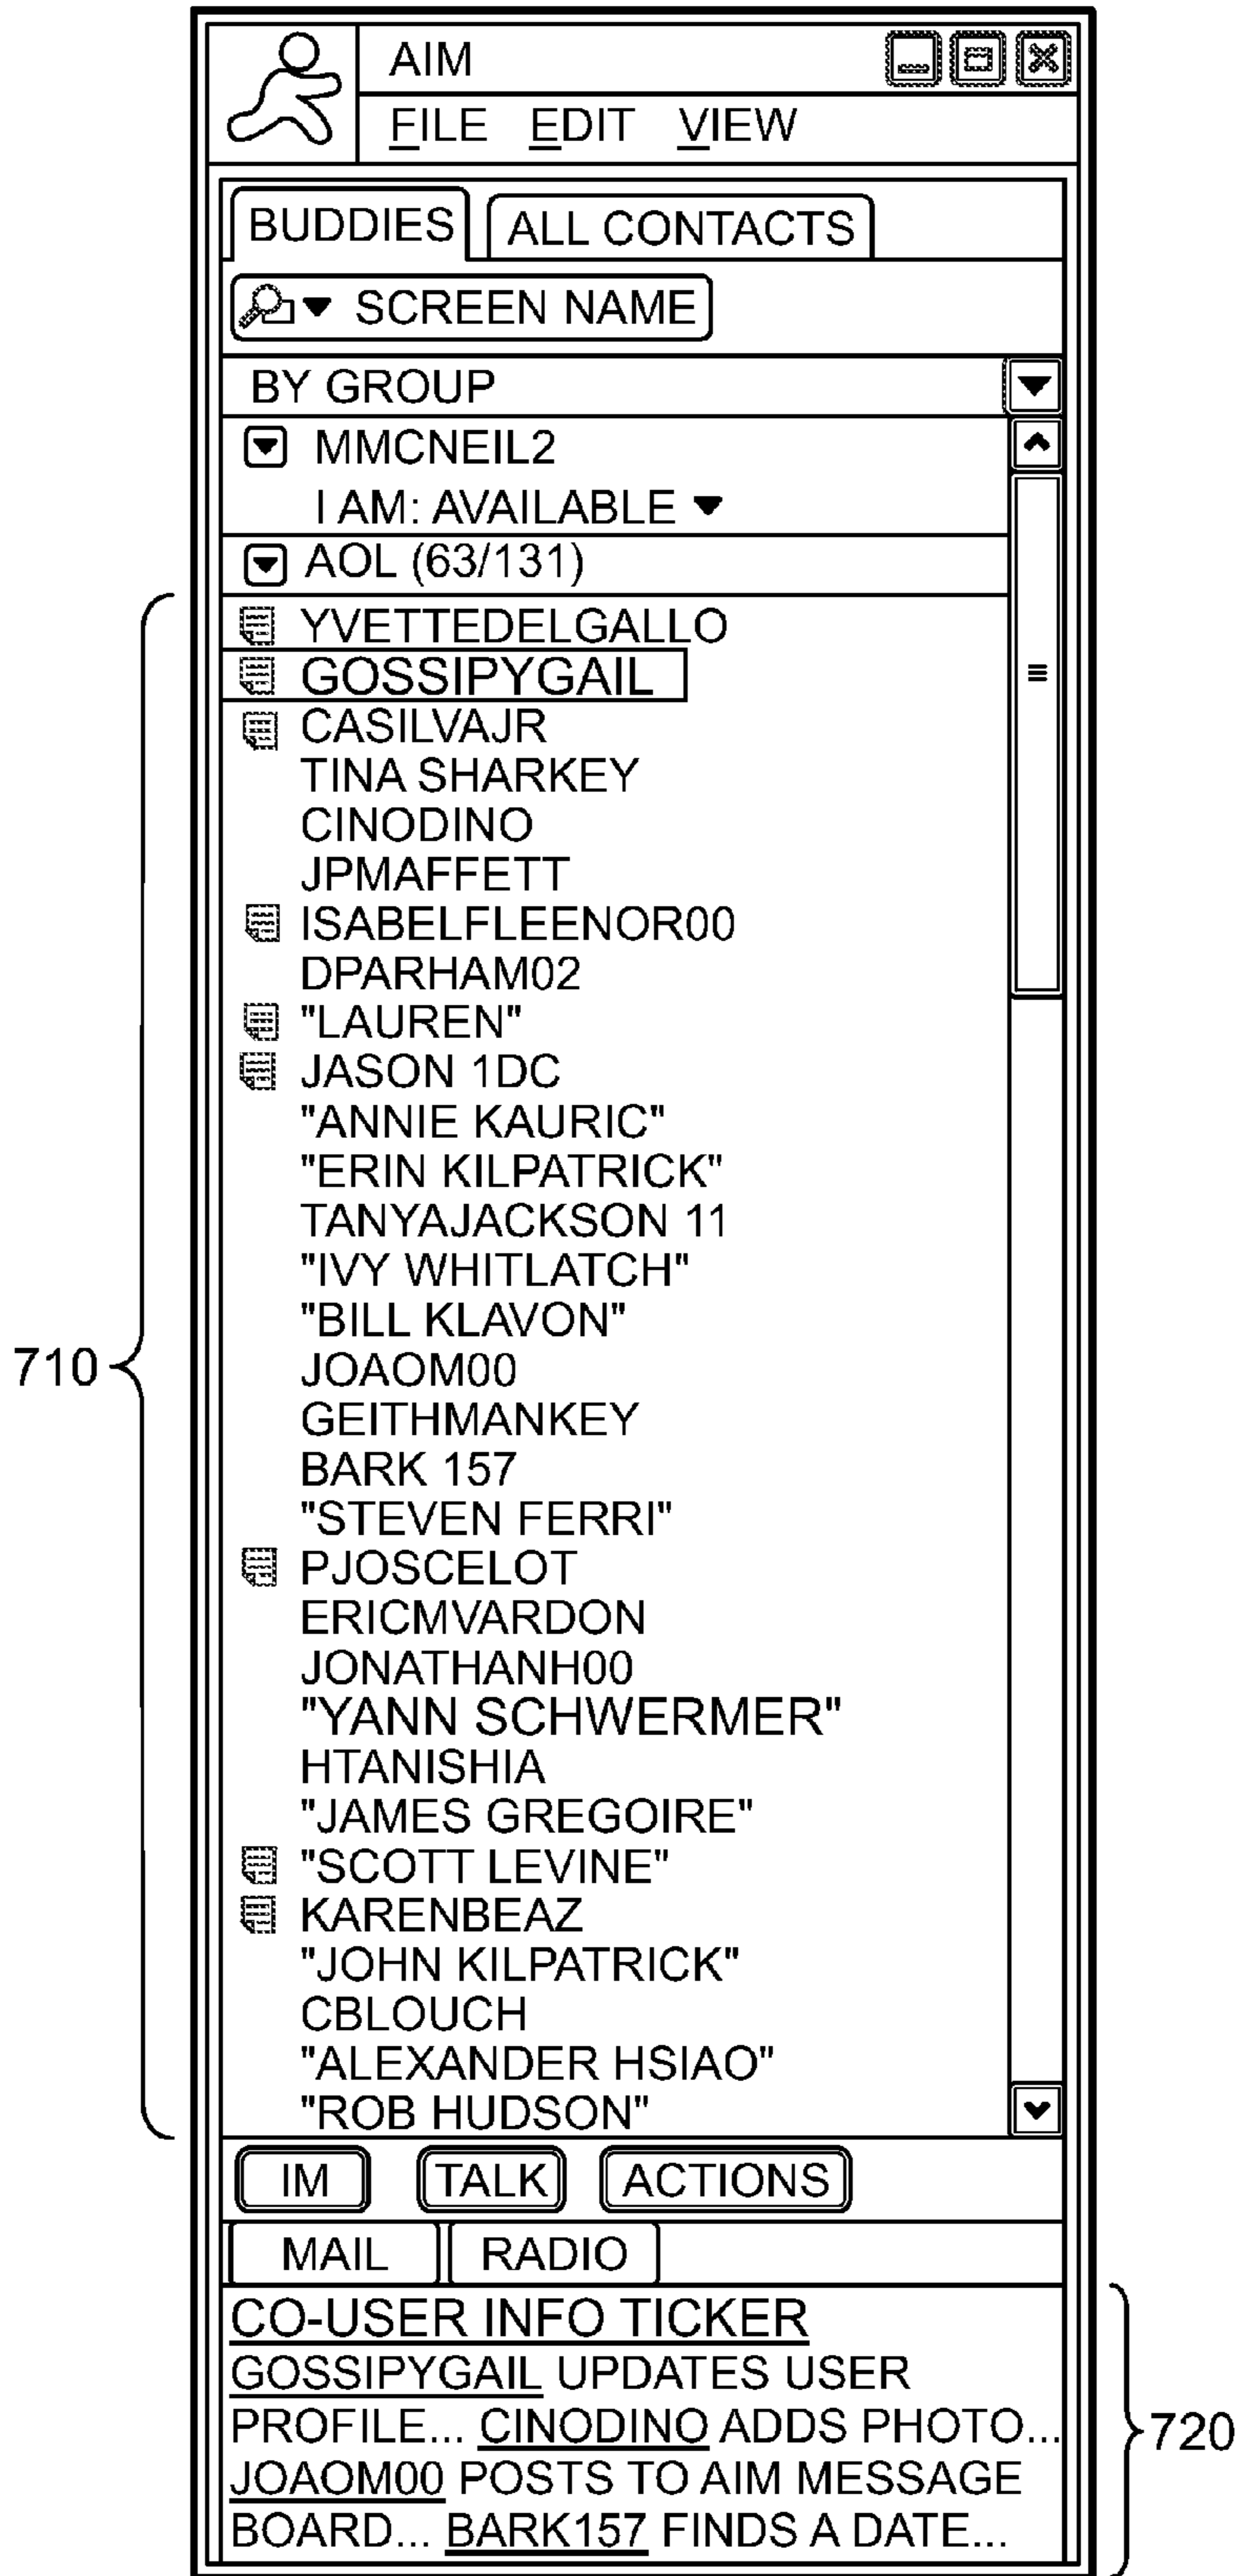 AIM
FILE EDIT VIEW
BUDDIES ALL CONTACTS
SCREEN NAME
BY GROUP
MMCNEIL2
I AM: AVAILABLE
AOL (63/131)
YVETTEDELGALLO
GOSSIPYGAIL
CASILVAJR
TINA SHARKEY
CINODINO
JPMAFFETT
ISABELFLEENOR00
DPARHAM02
"LAUREN"
JASON 1DC
"ANNIE KAURIC"
"ERIN KILPATRICK"
TANYAJACKSON 11
"IVY WHITLATCH"
"BILL KLAVON"
710
JOAOM00
GEITHMANKEY
BARK 157
"STEVEN FERRI"
PJOSCELOT
ERICMVARDON
JONATHANH00
"YANN SCHWERMER"
HTANISHIA
"JAMES GREGOIRE"
"SCOTT LEVINE"
KARENBEAZ
"JOHN KILPATRICK"
CBLOUCH
"ALEXANDER HSIAO"
"ROB HUDSON"
IM TALK ACTIONS
MAIL RADIO
CO-USER INFO TICKER
GOSSIPYGAIL UPDATES USER
PROFILE... CINODINO ADDS PHOTO...
720
JOAOM00 POSTS TO AIM MESSAGE
BOARD... BARK157 FINDS A DATE...